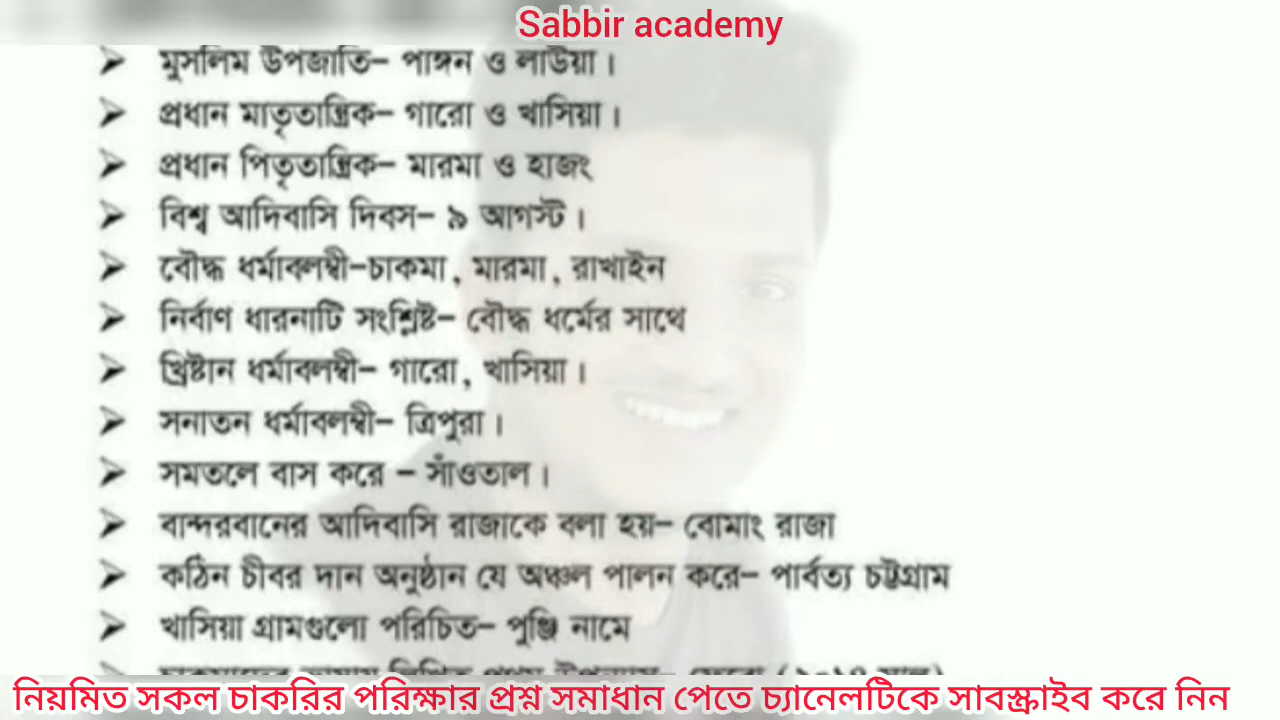 Sabbir academy
➤ মুসলিম উপজাতি– পাঙ্গন ও লাউয়া।
➤ প্রধান মাতৃতান্ত্রিক– গারো ও খাসিয়া।
➤ প্রধান পিতৃতান্ত্রিক– মারমা ও হাজং
➤ বিশ্ব আদিবাসি দিবস– ৯ আগস্ট।
➤ বৌদ্ধ ধর্মাবলম্বী–চাকমা, মারমা, রাখাইন
➤ নির্বাণ ধারনাটি সংশ্লিষ্ট– বৌদ্ধ ধর্মের সাথে
➤ খ্রিষ্টান ধর্মাবলম্বী– গারো, খাসিয়া।
➤ সনাতন ধর্মাবলম্বী– ত্রিপুরা।
➤ সমতলে বাস করে – সাঁওতাল।
➤ বান্দরবানের আদিবাসি রাজাকে বলা হয়– বোমাং রাজা
➤ কঠিন চীবর দান অনুষ্ঠান যে অঞ্চল পালন করে– পার্বত্য চট্টগ্রাম
➤ খাসিয়া গ্রামগুলো পরিচিত– পুঞ্জি নামে
নিয়মিত সকল চাকরির পরিক্ষার প্রশ্ন সমাধান পেতে চ্যানেলটিকে সাবস্ক্রাইব করে নিন